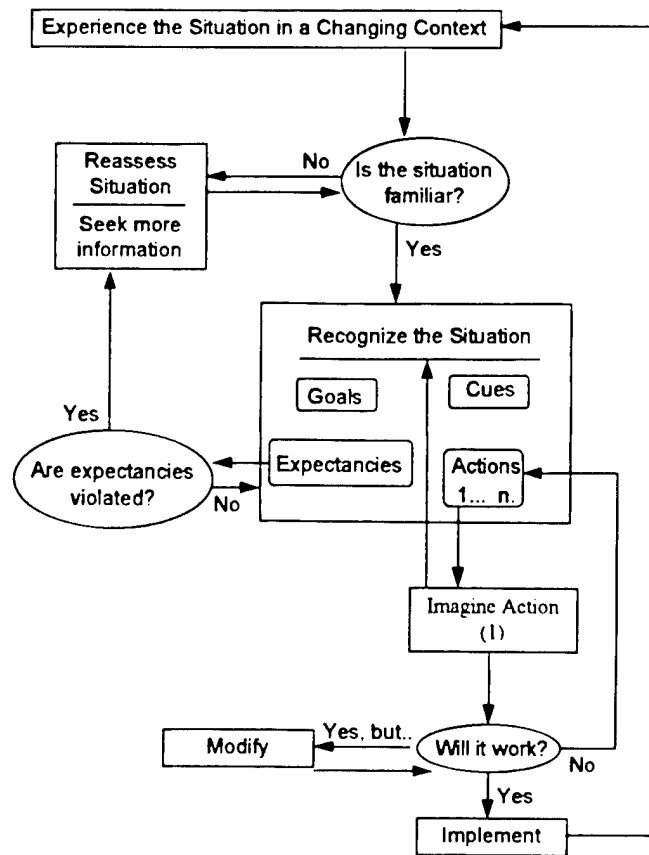 Experience the Situation in a Changing Context
Reassess
Situation
Seek more
information
No
Is the situation
familiar?
Yes
Recognize the Situation
Goals
Cues
Yes
Are expectancies
violated?
No
Expectancies
Actions
1... n.
Imagine Action
(1)
Modify
Yes, but..
Will it work?
No
Yes
Implement